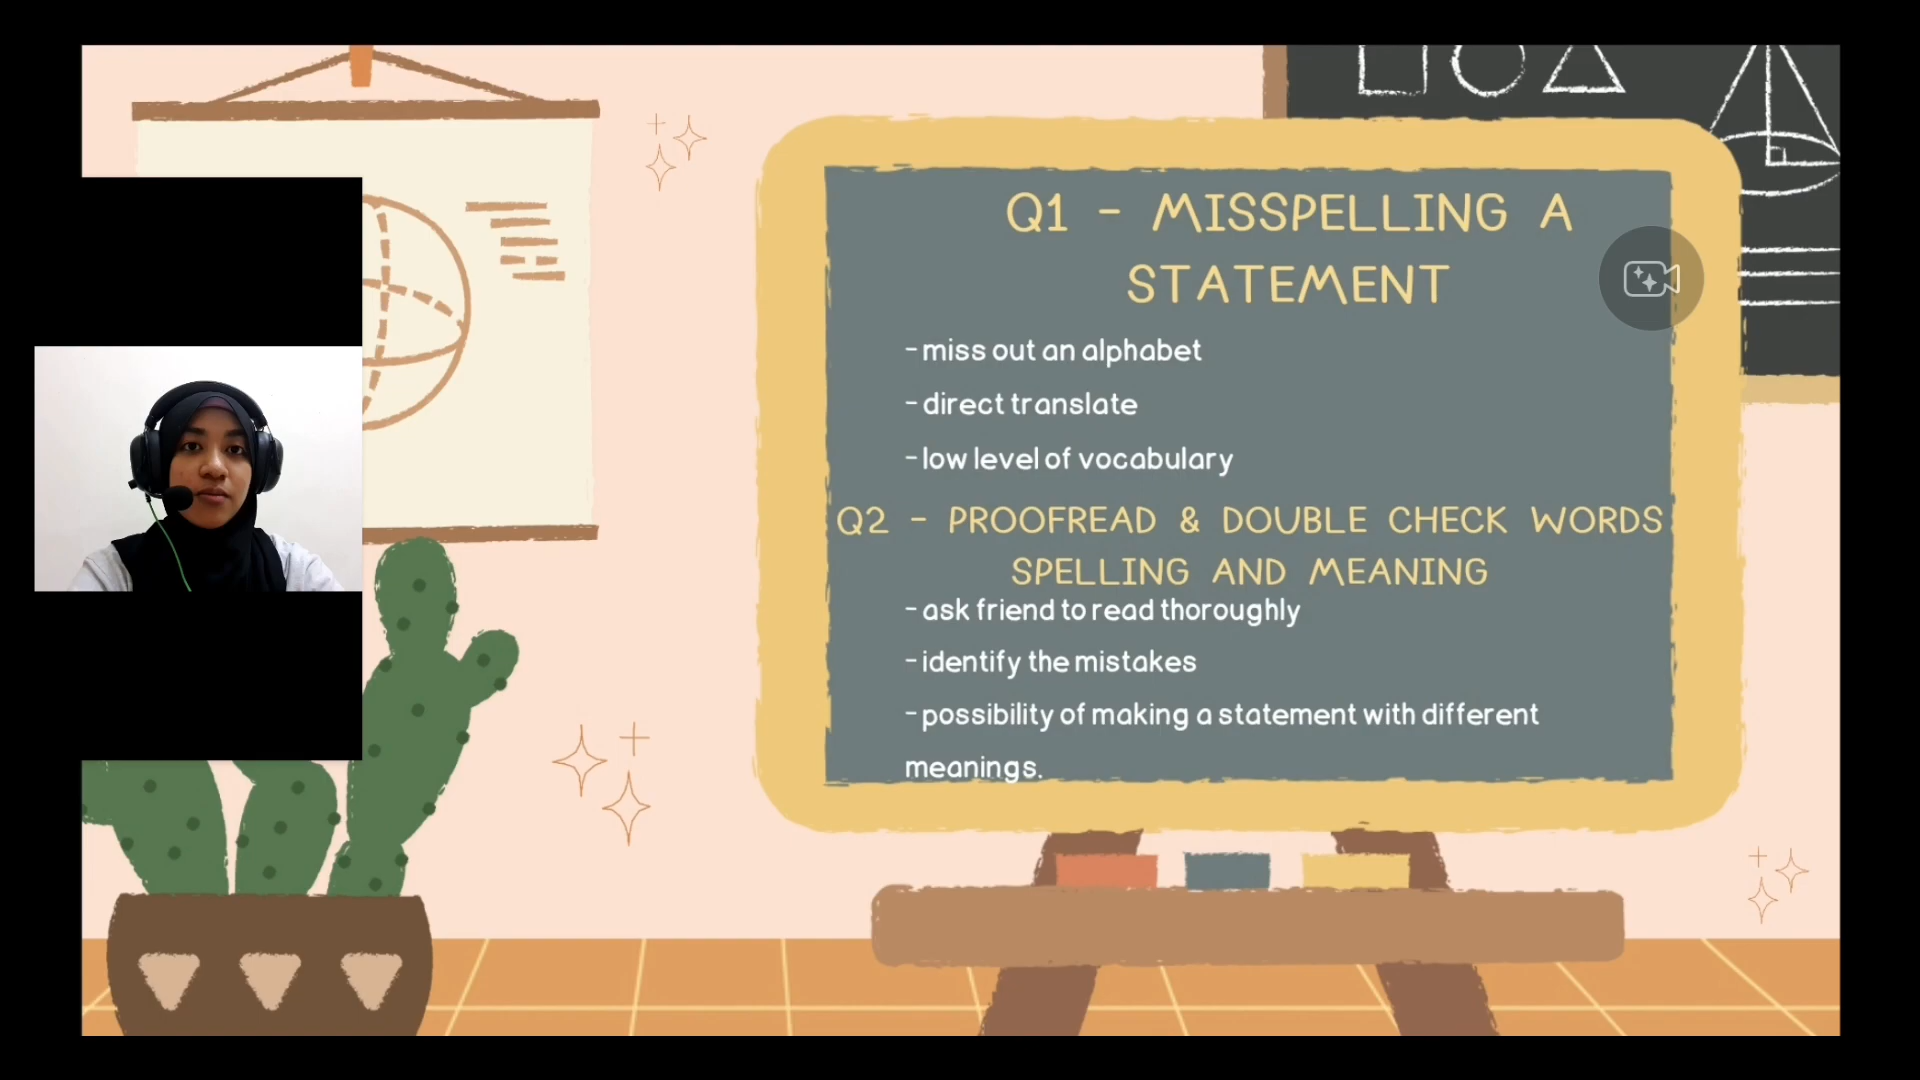 Q1 - MISSPELLING A
STATEMENT
- miss out an alphabet
- direct translate
- low level of vocabulary
Q2 - PROOFREAD & DOUBLE CHECK WORDS
SPELLING AND MEANING
- ask friend to read thoroughly
- identify the mistakes
- possibility of making a statement with different
meanings.